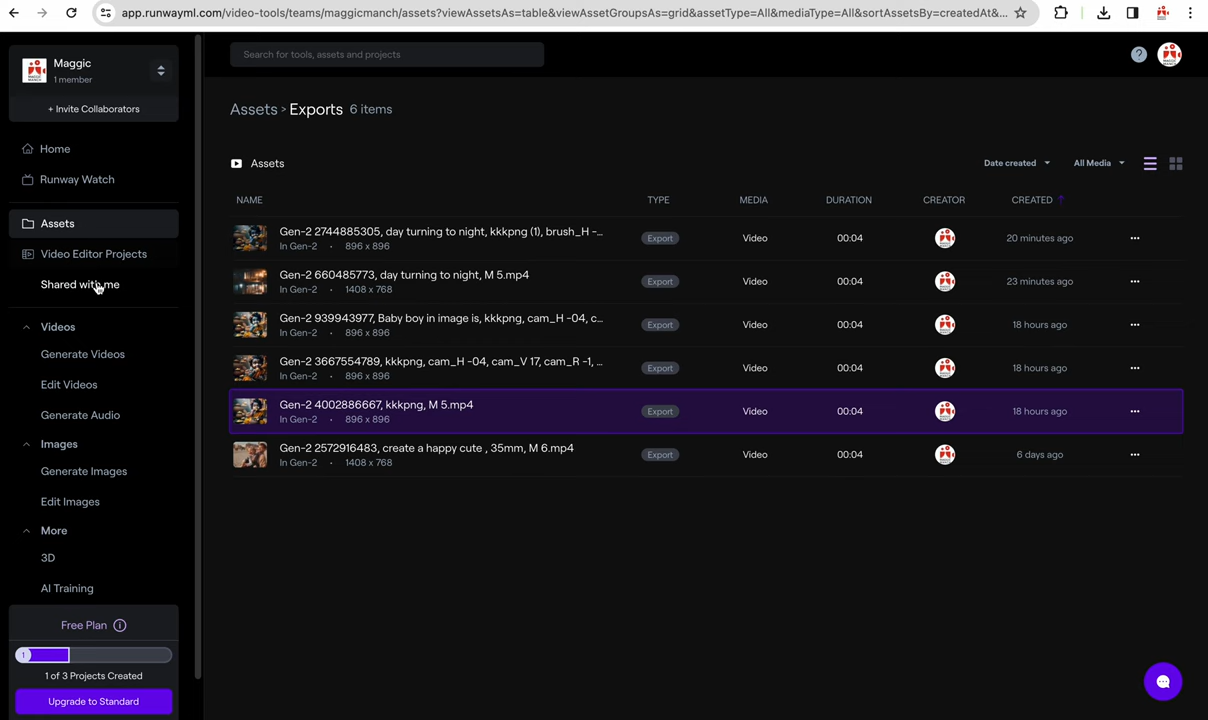 app.runwayml.com/video-tools/teams/maggicmanch/assets?viewAssetsAs=table&viewAssetGroupsAs=grid&assetType=All&mediaType=All&sortAssetsBy=createdAt&...
Maggic
1 member
+ Invite Collaborators
Search for tools, assets and projects
Assets > Exports 6 items
Home
Runway Watch
Assets
Video Editor Projects
Shared with me
Videos
Generate Videos
Edit Videos
Generate Audio
Images
Generate Images
Edit Images
More
3D
AI Training
Free Plan
1
1 of 3 Projects Created
Upgrade to Standard
Assets
Date created
All Media
NAME TYPE MEDIA DURATION CREATOR CREATED
Gen-2 2744885305, day turning to night, kkkpng (1), brush_H -...
In Gen-2 • 896 x 896
Export Video 00:04 20 minutes ago
Gen-2 660485773, day turning to night, M 5.mp4
In Gen-2 • 1408 x 768
Export Video 00:04 23 minutes ago
Gen-2 939943977, Baby boy in image is, kkkpng, cam_H -04, c...
In Gen-2 • 896 x 896
Export Video 00:04 18 hours ago
Gen-2 3667554789, kkkpng, cam_H -04, cam_V 17, cam_R -1, ...
In Gen-2 • 896 x 896
Export Video 00:04 18 hours ago
Gen-2 4002886667, kkkpng, M 5.mp4
In Gen-2 • 896 x 896
Export Video 00:04 18 hours ago
Gen-2 2572916483, create a happy cute , 35mm, M 6.mp4
In Gen-2 • 1408 x 768
Export Video 00:04 6 days ago